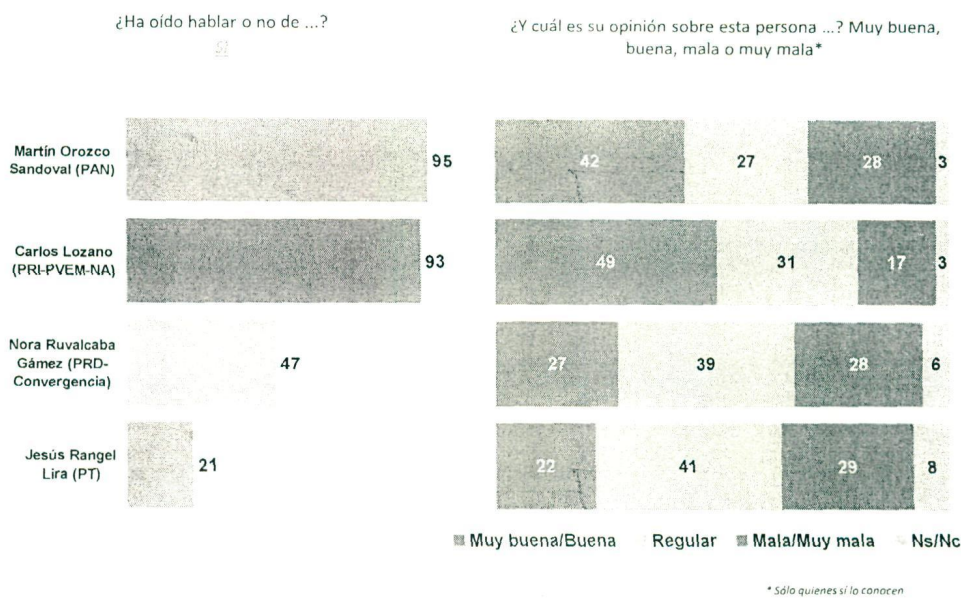 ¿Ha oído hablar o no de ...?
Sí
¿Y cuál es su opinión sobre esta persona ...? Muy buena,
buena, mala o muy mala*
Martín Orozco
Sandoval (PAN)
95
42
27
28
3
Carlos Lozano
(PRI-PVEM-NA)
93
49
31
17
3
Nora Ruvalcaba
Gámez (PRD-
Convergencia)
47
27
39
28
6
Jesús Rangel
Lira (PT)
21
22
41
29
8
Muy buena/Buena Regular Mala/Muy mala Ns/Nc
* Sólo quienes sí lo conocen